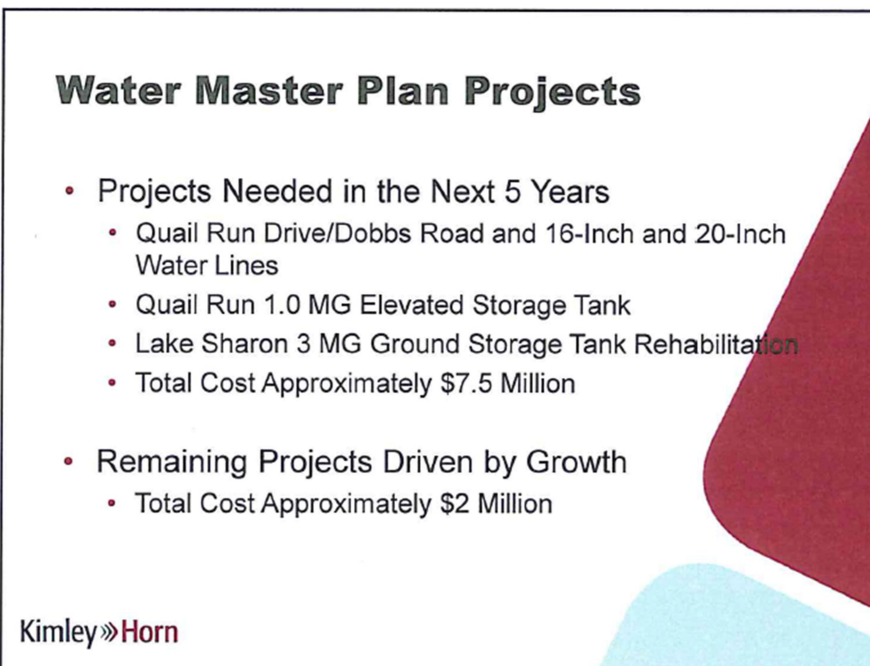 Water Master Plan Projects
• Projects Needed in the Next 5 Years
• Quail Run Drive/Dobbs Road and 16-Inch and 20-Inch
Water Lines
• Quail Run 1.0 MG Elevated Storage Tank
• Lake Sharon 3 MG Ground Storage Tank Rehabilitation
• Total Cost Approximately $7.5 Million
• Remaining Projects Driven by Growth
• Total Cost Approximately $2 Million
Kimley»Horn